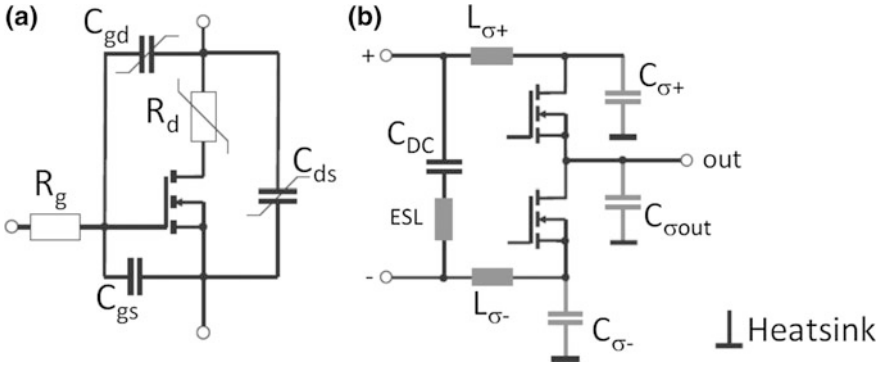 (a)
C_gd
R_d
C_ds
R_g
C_gs
(b)
L_σ+
+
C_σ+
C_DC
out
ESL
C_σout
-
L_σ-
C_σ-
Heatsink